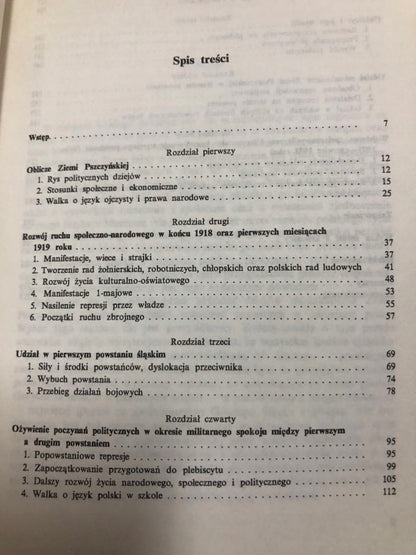 Spis treści
Wstęp. 7
Rozdział pierwszy
Oblicze Ziemi Pszczyńskiej 12
1. Rys politycznych dziejów 12
2. Stosunki społeczne i ekonomiczne 15
3. Walka o język ojczysty i prawa narodowe 25
Rozdział drugi
Rozwój ruchu społeczno-narodowego w końcu 1918 oraz pierwszych miesiącach
1919 roku 37
1. Manifestacje, wiece i strajki 37
2. Tworzenie rad żołnierskich, robotniczych, chłopskich oraz polskich rad ludowych 41
3. Rozwój życia kulturalno-oświatowego 48
4. Manifestacje 1-majowe 53
5. Nasilenie represji przez władze 55
6. Początki ruchu zbrojnego 57
Rozdział trzeci
Udział w pierwszym powstaniu śląskim 69
1. Siły i środki powstańców, dyslokacja przeciwnika 69
2. Wybuch powstania 74
3. Przebieg działań bojowych 78
Rozdział czwarty
Ożywienie poczynań politycznych w okresie militarnego spokoju między pierwszym
a drugim powstaniem 95
1. Popowstaniowe represje 95
2. Zapoczątkowanie przygotowań do plebiscytu 99
3. Dalszy rozwój życia narodowego, społecznego i politycznego 105
4. Walka o język polski w szkole 112